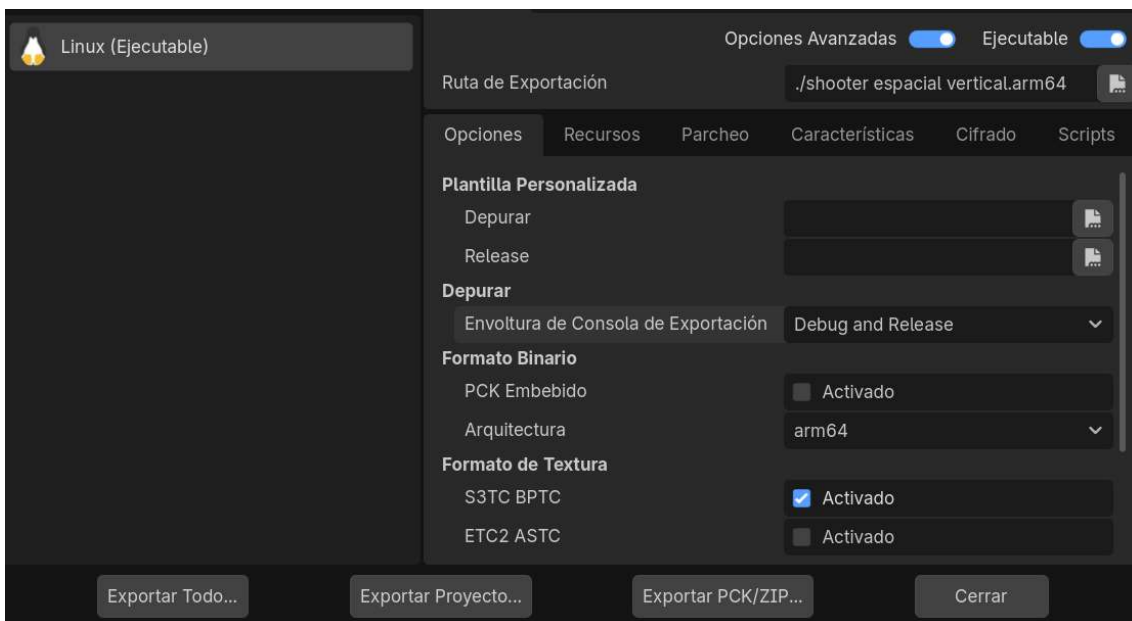 Linux (Ejecutable)
Opciones Avanzadas Ejecutable
Ruta de Exportación ./shooter espacial vertical.arm64
Opciones Recursos Parcheo Características Cifrado Scripts
Plantilla Personalizada
Depurar
Release
Depurar
Envoltura de Consola de Exportación Debug and Release
Formato Binario
PCK Embebido Activado
Arquitectura arm64
Formato de Textura
S3TC BPTC Activado
ETC2 ASTC Activado
Exportar Todo... Exportar Proyecto... Exportar PCK/ZIP... Cerrar